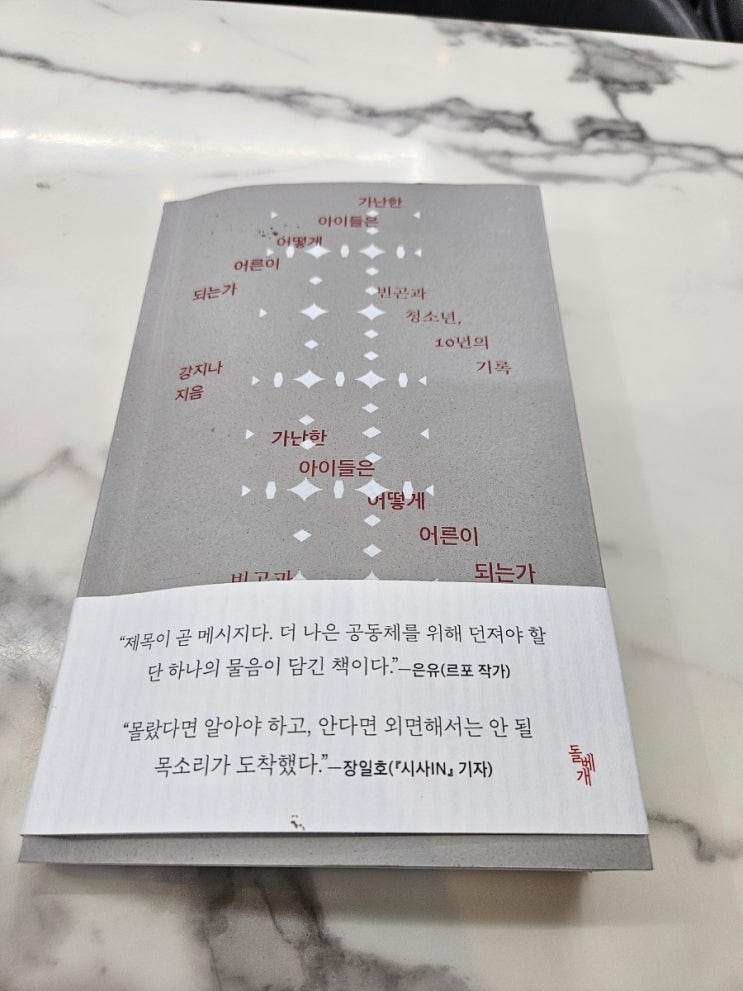 가난한
아이들은
어떻게
어른이
되는가
빈곤과
청소년,
10년의
기록
강지나
지음
가난한
아이들은
어떻게
어른이
되는가
빈곤과
“제목이 곧 메시지다. 더 나은 공동체를 위해 던져야 할
단 하나의 물음이 담긴 책이다.”—은유(르포 작가)
“몰랐다면 알아야 하고, 안다면 외면해서는 안 될
목소리가 도착했다.”—장일호(『시사IN』 기자)
돌베
개